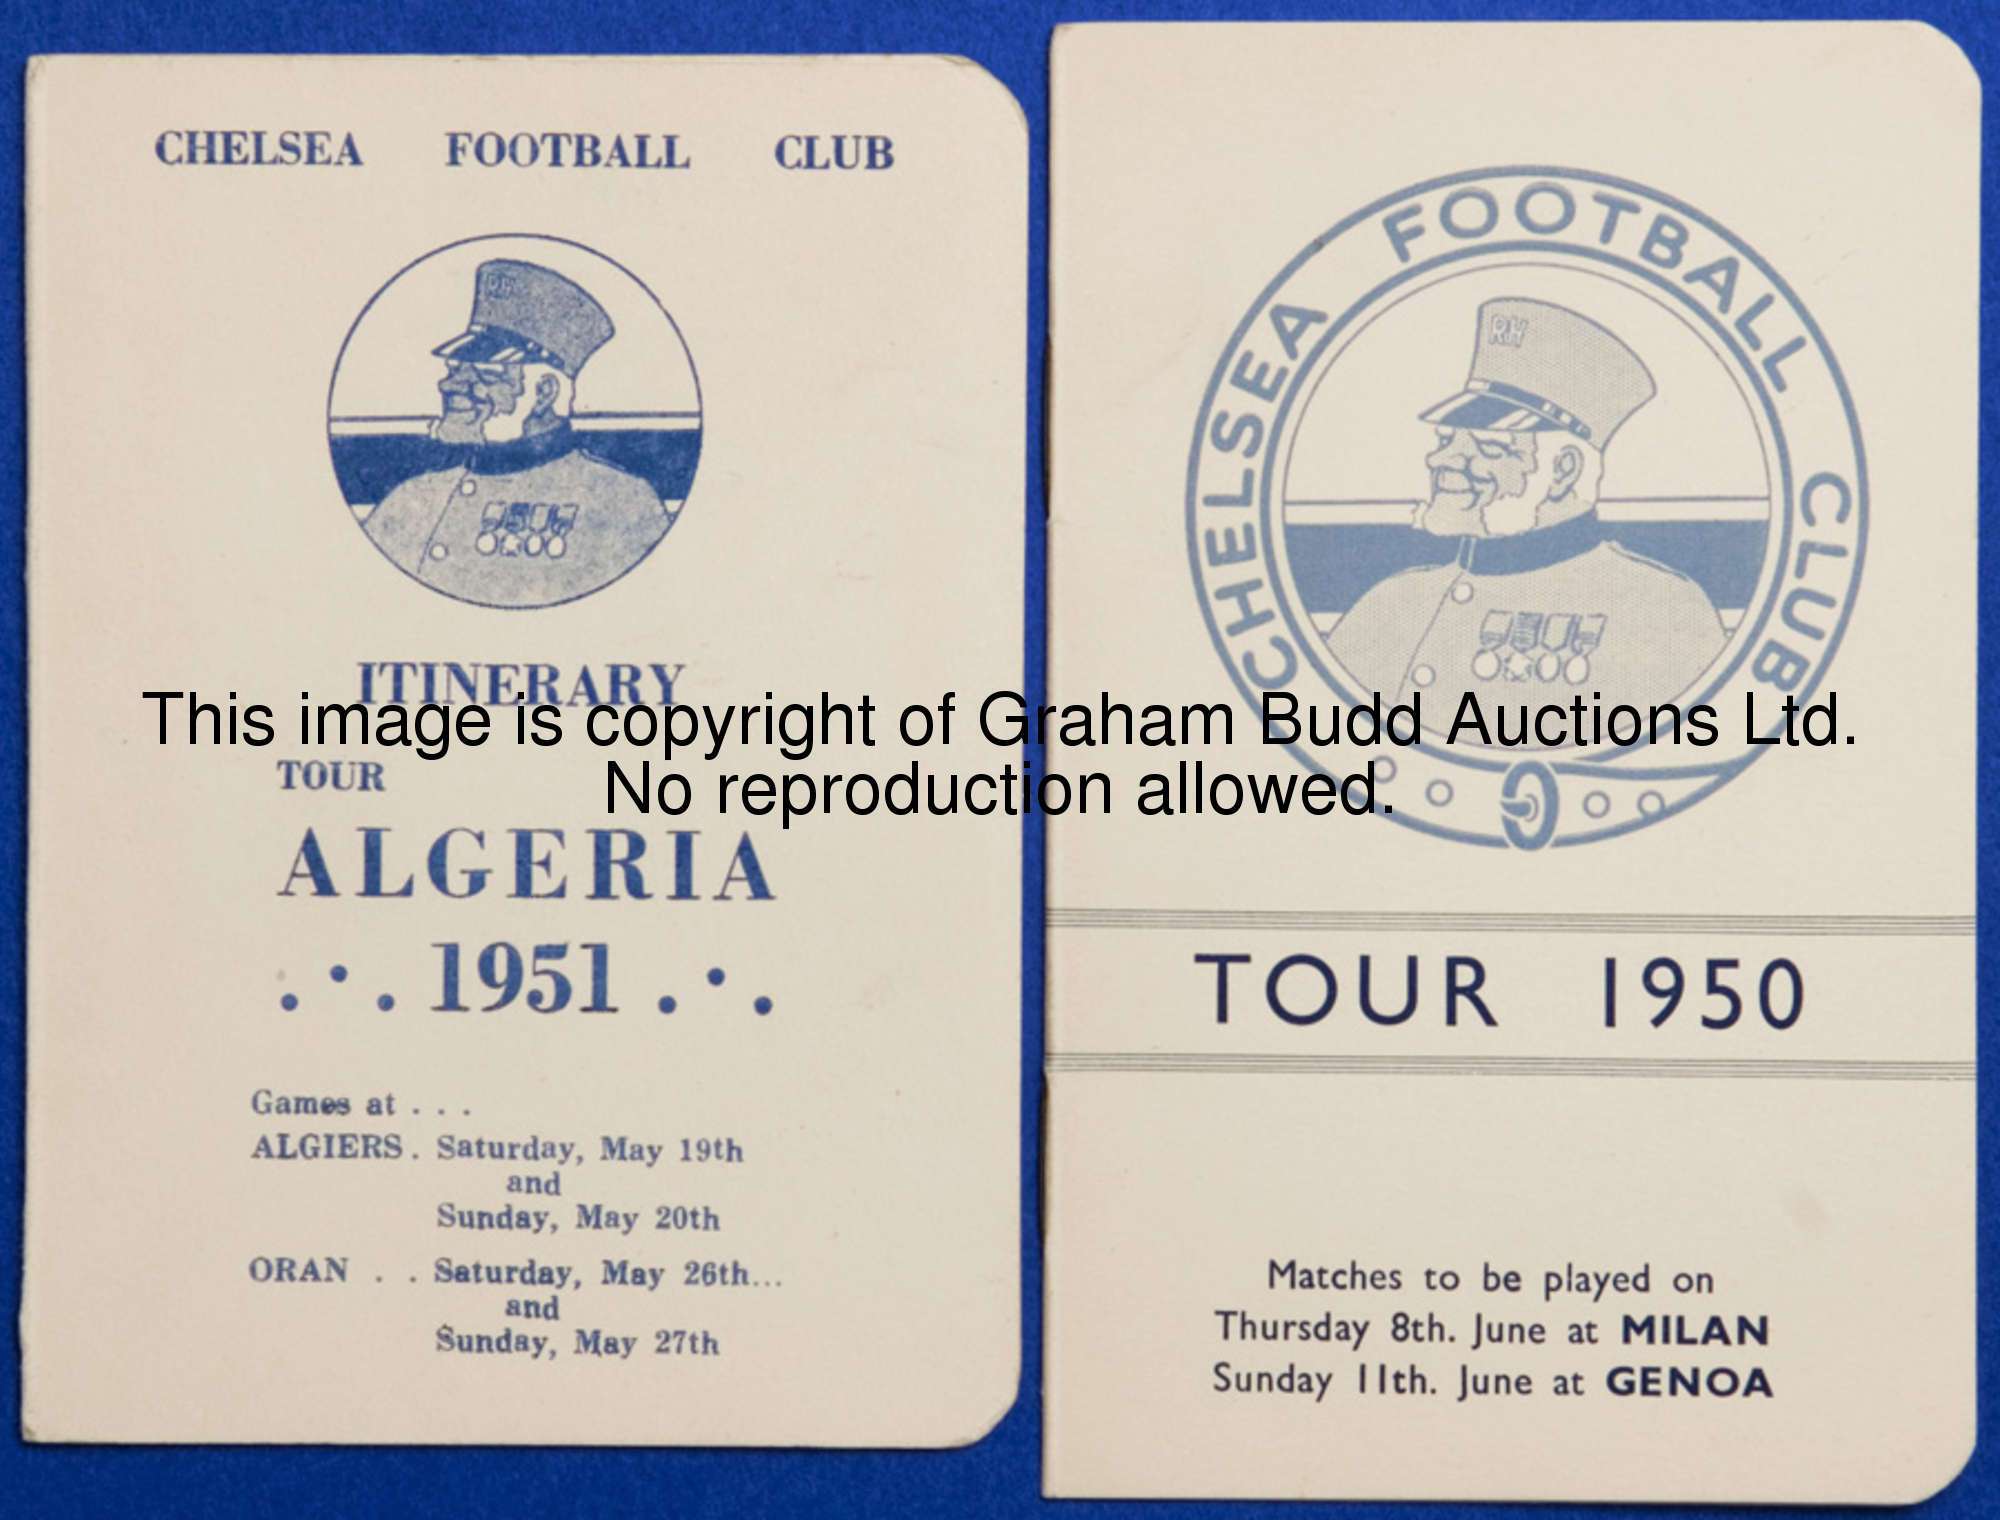 CHELSEA FOOTBALL CLUB
RH
ITINERARY
TOUR
ALGERIA
1951
Games at . . .
ALGIERS . Saturday, May 19th
and
Sunday, May 20th
ORAN . . Saturday, May 26th...
and
Sunday, May 27th
CHELSEA FOOTBALL CLUB
RH
TOUR 1950
Matches to be played on
Thursday 8th. June at MILAN
Sunday 11th. June at GENOA
This image is copyright of Graham Budd Auctions Ltd.
No reproduction allowed.